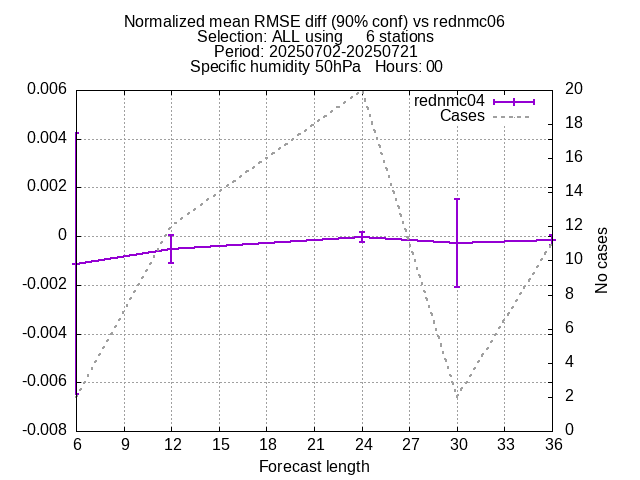 Normalized mean RMSE diff (90% conf) vs rednmc06
Selection: ALL using     6 stations
Period: 20250702-20250721
Specific humidity 50hPa   Hours: 00
rednmc04
Cases
0.006
0.004
0.002
0
-0.002
-0.004
-0.006
-0.008
20
18
16
14
12
10
8
6
4
2
0
No cases
6 9 12 15 18 21 24 27 30 33 36
Forecast length